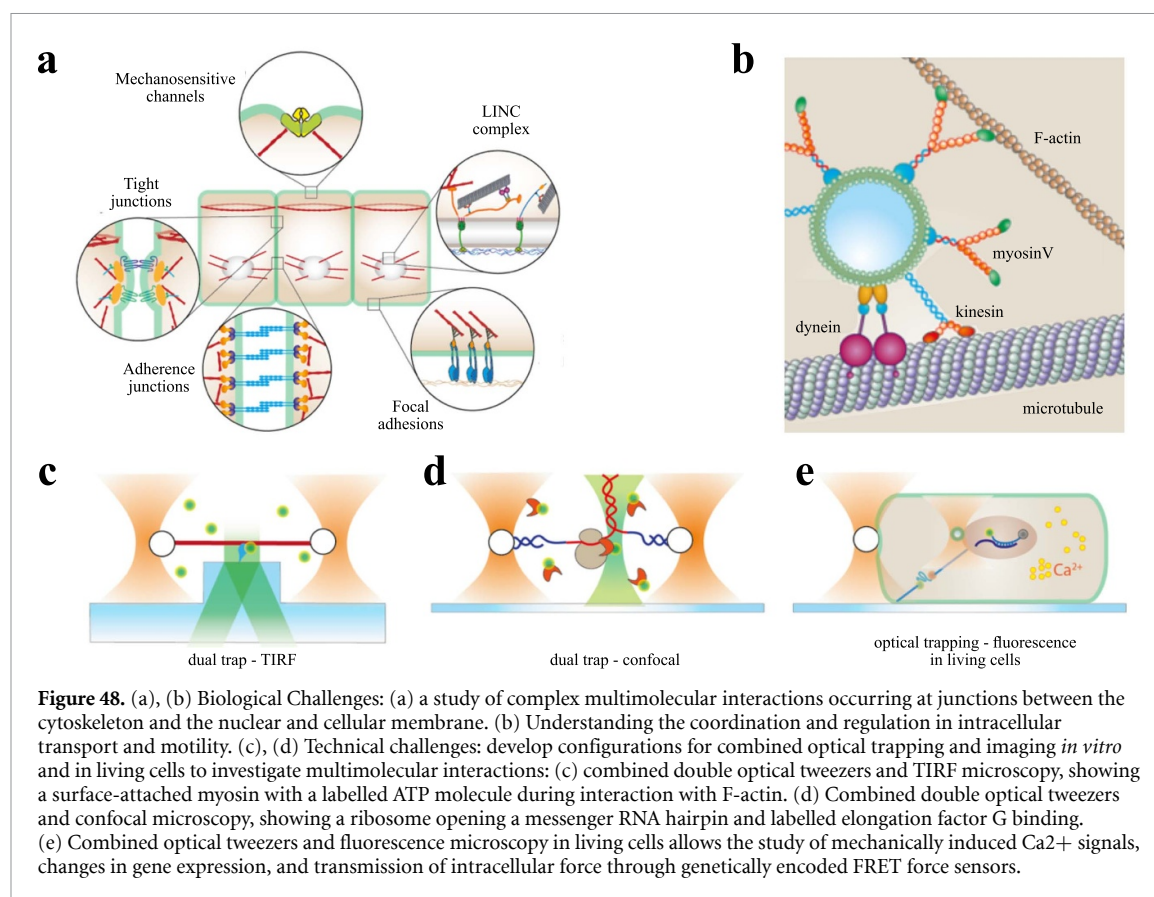 a
Mechanosensitive
channels
LINC
complex
Tight
junctions
Adherence
junctions
Focal
adhesions
b
F-actin
myosinV
kinesin
dynein
microtubule
c
dual trap - TIRF
d
dual trap - confocal
e
Ca2+
optical trapping - fluorescence
in living cells
Figure 48. (a), (b) Biological Challenges: (a) a study of complex multimolecular interactions occurring at junctions between the
cytoskeleton and the nuclear and cellular membrane. (b) Understanding the coordination and regulation in intracellular
transport and motility. (c), (d) Technical challenges: develop configurations for combined optical trapping and imaging in vitro
and in living cells to investigate multimolecular interactions: (c) combined double optical tweezers and TIRF microscopy, showing
a surface-attached myosin with a labelled ATP molecule during interaction with F-actin. (d) Combined double optical tweezers
and confocal microscopy, showing a ribosome opening a messenger RNA hairpin and labelled elongation factor G binding.
(e) Combined optical tweezers and fluorescence microscopy in living cells allows the study of mechanically induced Ca2+ signals,
changes in gene expression, and transmission of intracellular force through genetically encoded FRET force sensors.